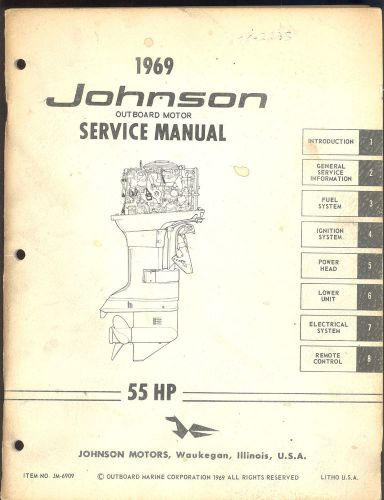 1969
Johnson
OUTBOARD MOTOR
SERVICE MANUAL
INTRODUCTION 1
GENERAL
SERVICE
INFORMATION 2
FUEL
SYSTEM 3
IGNITION
SYSTEM 4
POWER
HEAD 5
LOWER
UNIT 6
ELECTRICAL
SYSTEM 7
REMOTE
CONTROL 8
55 HP
JOHNSON MOTORS, Waukegan, Illinois, U.S.A.
ITEM NO. JM-6909
© OUTBOARD MARINE CORPORATION 1969 ALL RIGHTS RESERVED
LITHO U.S.A.